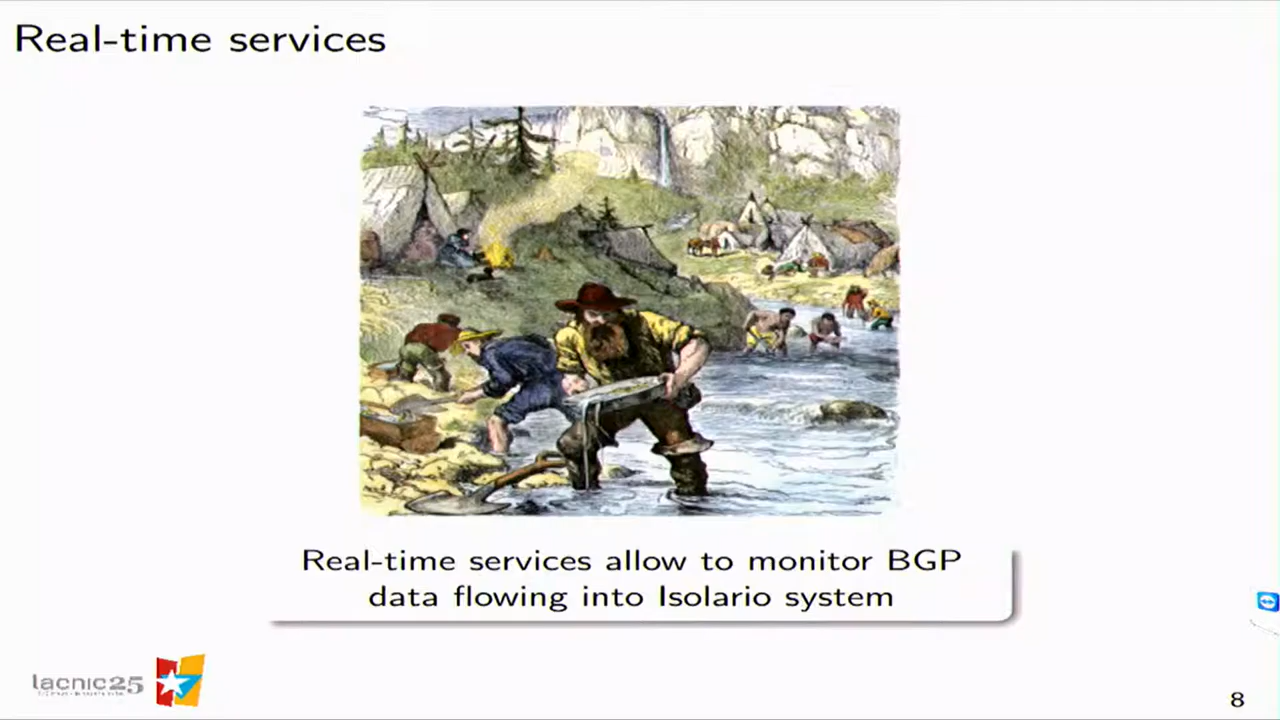 Real-time services
Real-time services allow to monitor BGP
data flowing into Isolario system
lacnic25
8